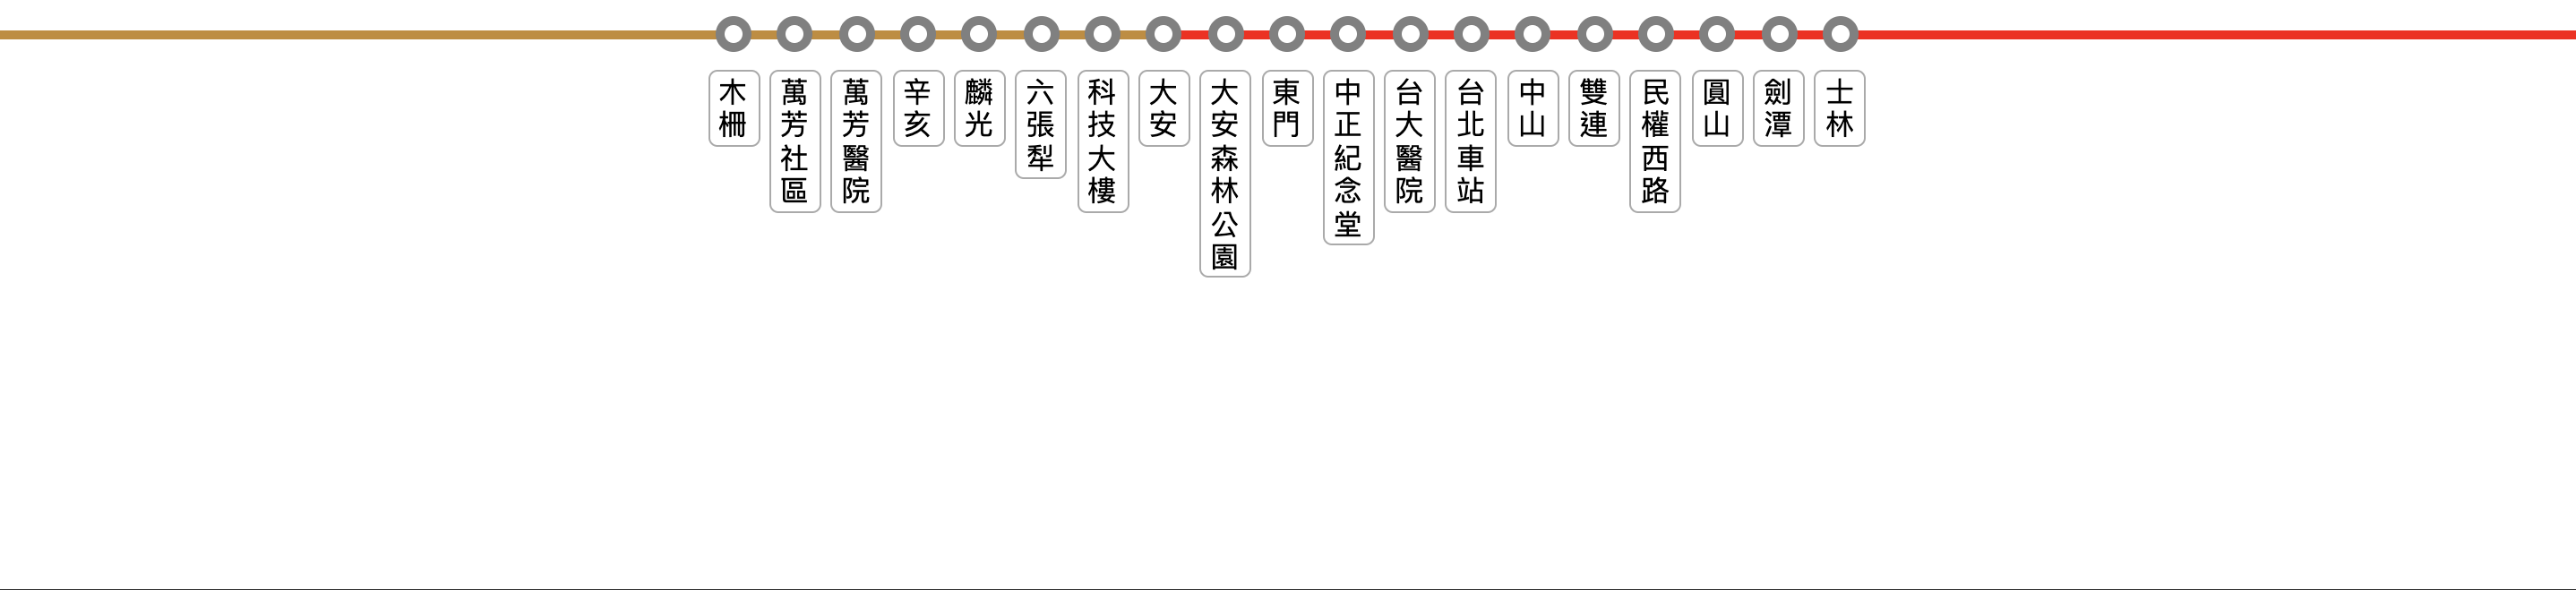 木柵
萬芳社區
萬芳醫院
辛亥
麟光
六張犁
科技大樓
大安
大安森林公園
東門
中正紀念堂
台大醫院
台北車站
中山
雙連
民權西路
圓山
劍潭
士林